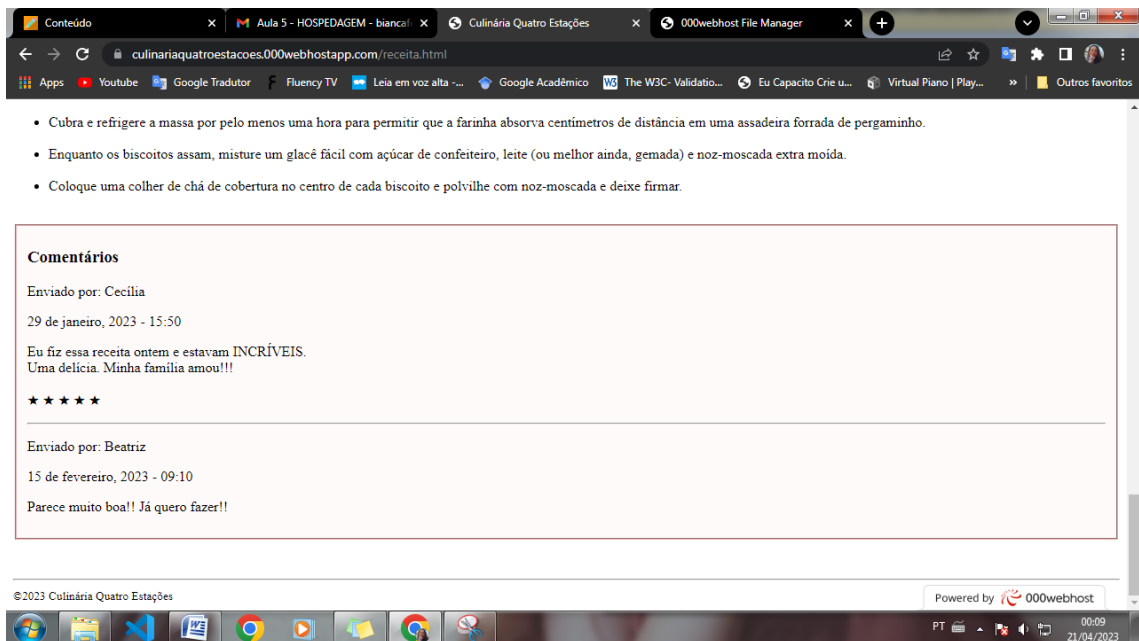 Conteúdo
Aula 5 - HOSPEDAGEM - biancaf
Culinária Quatro Estações
000webhost File Manager
culinariaquatroestacoes.000webhostapp.com/receita.html
Apps Youtube Google Tradutor Fluency TV Leia em voz alta -... Google Acadêmico The W3C- Validatio... Eu Capacito Crie u... Virtual Piano | Play... » Outros favoritos
• Cubra e refrigere a massa por pelo menos uma hora para permitir que a farinha absorva centímetros de distância em uma assadeira forrada de pergaminho.
• Enquanto os biscoitos assam, misture um glacê fácil com açúcar de confeiteiro, leite (ou melhor ainda, gemada) e noz-moscada extra moída.
• Coloque uma colher de chá de cobertura no centro de cada biscoito e polvilhe com noz-moscada e deixe firmar.
Comentários
Enviado por: Cecília
29 de janeiro, 2023 - 15:50
Eu fiz essa receita ontem e estavam INCRÍVEIS.
Uma delícia. Minha família amou!!!
★ ★ ★ ★ ★
Enviado por: Beatriz
15 de fevereiro, 2023 - 09:10
Parece muito boa!! Já quero fazer!!
©2023 Culinária Quatro Estações
Powered by 000webhost
PT
00:09
21/04/2023